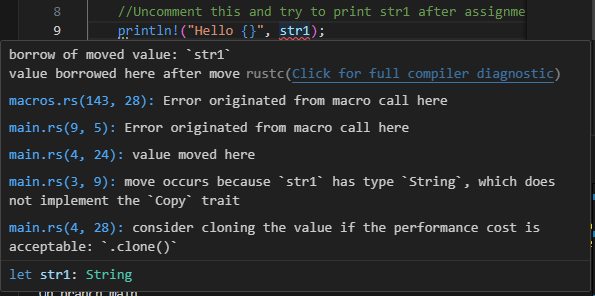 8 //Uncomment this and try to print str1 after assignme
9 println!("Hello {}", str1);
borrow of moved value: `str1`
value borrowed here after move rustc(Click for full compiler diagnostic)
macros.rs(143, 28): Error originated from macro call here
main.rs(9, 5): Error originated from macro call here
main.rs(4, 24): value moved here
main.rs(3, 9): move occurs because `str1` has type `String`, which does
not implement the `Copy` trait
main.rs(4, 28): consider cloning the value if the performance cost is
acceptable: `.clone()`
let str1: String
On branch main